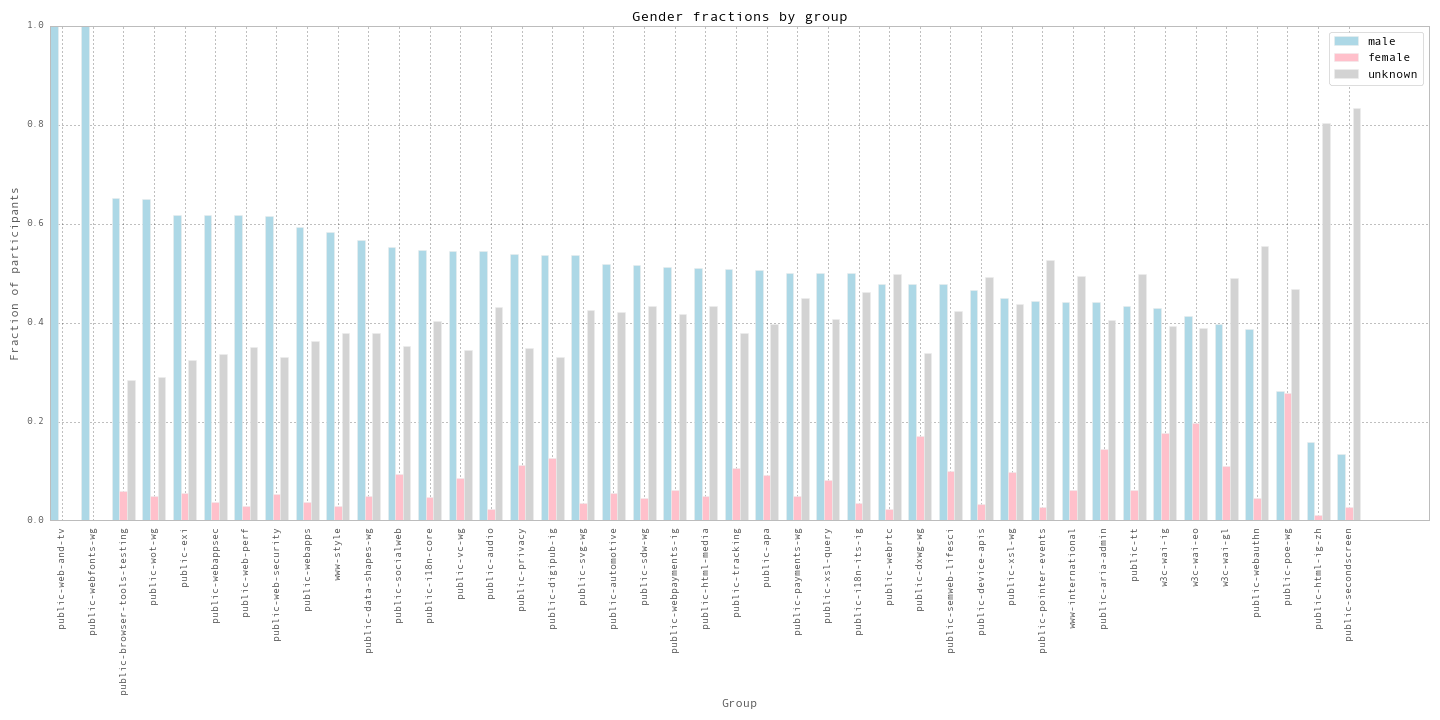 Gender fractions by group
male
female
unknown
Fraction of participants
1.0
0.8
0.6
0.4
0.2
0.0
public-web-and-tv
public-webfonts-wg
public-browser-tools-testing
public-wot-wg
public-exi
public-webappsec
public-web-perf
public-web-security
public-webapps
www-style
public-data-shapes-wg
public-socialweb
public-i18n-core
public-vc-wg
public-audio
public-privacy
public-digipub-ig
public-svg-wg
public-automotive
public-sdw-wg
public-webpayments-ig
public-html-media
public-tracking
public-apa
public-payments-wg
public-xsl-query
public-i18n-its-ig
public-webrtc
public-dxwg-wg
public-semweb-lifesci
public-device-apis
public-xsl-wg
public-pointer-events
www-international
public-aria-admin
public-tt
w3c-wai-ig
w3c-wai-eo
w3c-wai-gl
public-webauthn
public-poe-wg
public-html-ig-zh
public-secondscreen
Group